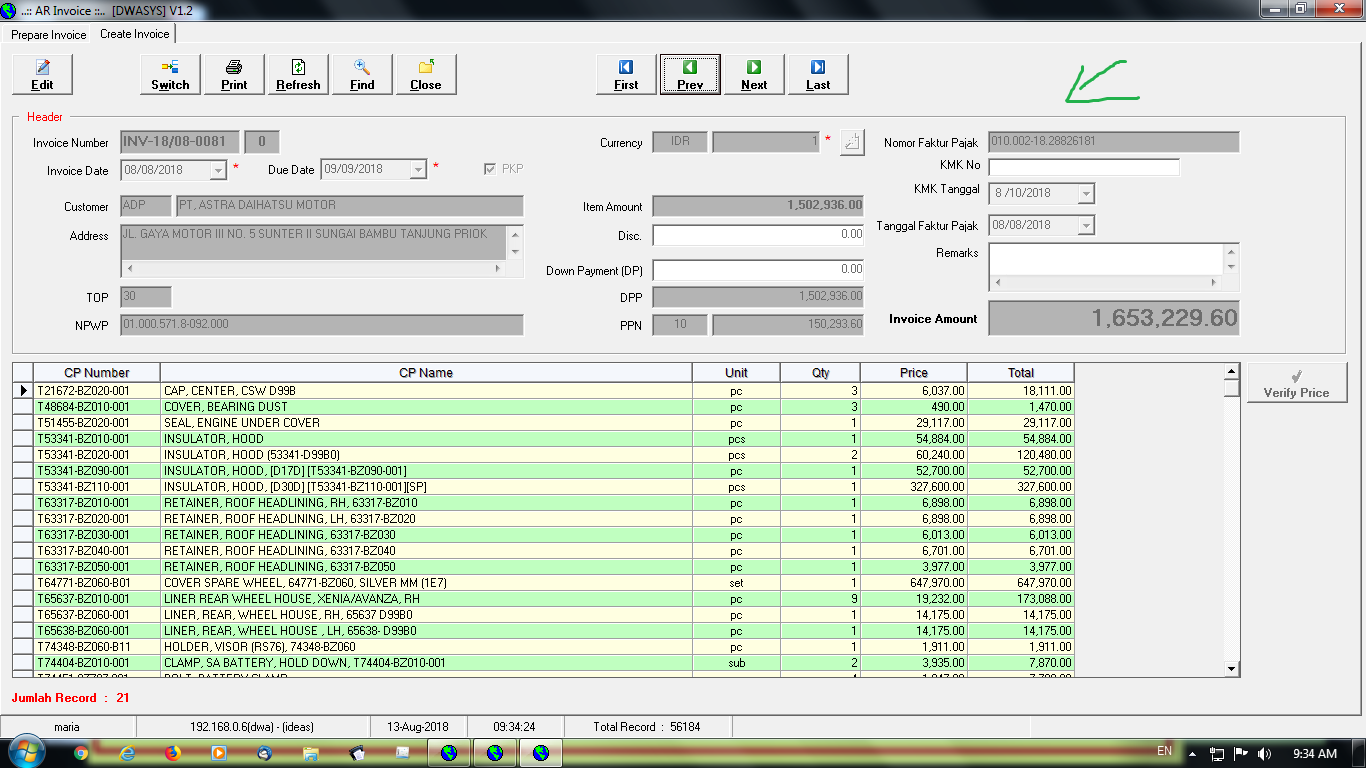 ..:: AR Invoice ::.. [DWASYS] V1.2
Prepare Invoice Create Invoice
Edit Switch Print Refresh Find Close First Prev Next Last
Header
Invoice Number INV-18/08-0081 0 Currency IDR 1 * Nomor Faktur Pajak 010.002-18.28826181
KMK No
Invoice Date 08/08/2018 * Due Date 09/09/2018 * PKP
KMK Tanggal 8 /10/2018
Customer ADP PT, ASTRA DAIHATSU MOTOR Item Amount 1,502,936.00
Tanggal Faktur Pajak 08/08/2018
Address JL. GAYA MOTOR III NO. 5 SUNTER II SUNGAI BAMBU TANJUNG PRIOK Disc. 0.00
Remarks
Down Payment (DP) 0.00
TOP 30 DPP 1,502,936.00
NPWP 01.000.571.8-092.000 PPN 10 150,293.60 Invoice Amount 1,653,229.60
CP Number CP Name Unit Qty Price Total
T21672-BZ020-001 CAP, CENTER, CSW D99B pc 3 6,037.00 18,111.00
T48684-BZ010-001 COVER, BEARING DUST pc 3 490.00 1,470.00
T51455-BZ020-001 SEAL, ENGINE UNDER COVER pc 1 29,117.00 29,117.00
T53341-BZ010-001 INSULATOR, HOOD pcs 1 54,884.00 54,884.00
T53341-BZ020-001 INSULATOR, HOOD (53341-D99B0) pcs 2 60,240.00 120,480.00
T53341-BZ090-001 INSULATOR, HOOD, [D17D] [T53341-BZ090-001] pc 1 52,700.00 52,700.00
T53341-BZ110-001 INSULATOR, HOOD, [D30D] [T53341-BZ110-001][SP] pcs 1 327,600.00 327,600.00
T63317-BZ010-001 RETAINER, ROOF HEADLINING, RH, 63317-BZ010 pc 1 6,898.00 6,898.00
T63317-BZ020-001 RETAINER, ROOF HEADLINING, LH, 63317-BZ020 pc 1 6,898.00 6,898.00
T63317-BZ030-001 RETAINER, ROOF HEADLINING, 63317-BZ030 pc 1 6,013.00 6,013.00
T63317-BZ040-001 RETAINER, ROOF HEADLINING, 63317-BZ040 pc 1 6,701.00 6,701.00
T63317-BZ050-001 RETAINER, ROOF HEADLINING, 63317-BZ050 pc 1 3,977.00 3,977.00
T64771-BZ060-B01 COVER SPARE WHEEL, 64771-BZ060, SILVER MM (1E7) set 1 647,970.00 647,970.00
T65637-BZ010-001 LINER REAR WHEEL HOUSE, XENIA/AVANZA, RH pc 9 19,232.00 173,088.00
T65637-BZ060-001 LINER, REAR, WHEEL HOUSE, RH, 65637 D99B0 pc 1 14,175.00 14,175.00
T65638-BZ060-001 LINER, REAR, WHEEL HOUSE , LH, 65638- D99B0 pc 1 14,175.00 14,175.00
T74348-BZ060-B11 HOLDER, VISOR (RS76), 74348-BZ060 pc 1 1,911.00 1,911.00
T74404-BZ010-001 CLAMP, SA BATTERY, HOLD DOWN, T74404-BZ010-001 sub 2 3,935.00 7,870.00
Verify Price
Jumlah Record : 21
maria 192.168.0.6(dwa) - (ideas) 13-Aug-2018 09:34:24 Total Record : 56184
EN 9:34 AM